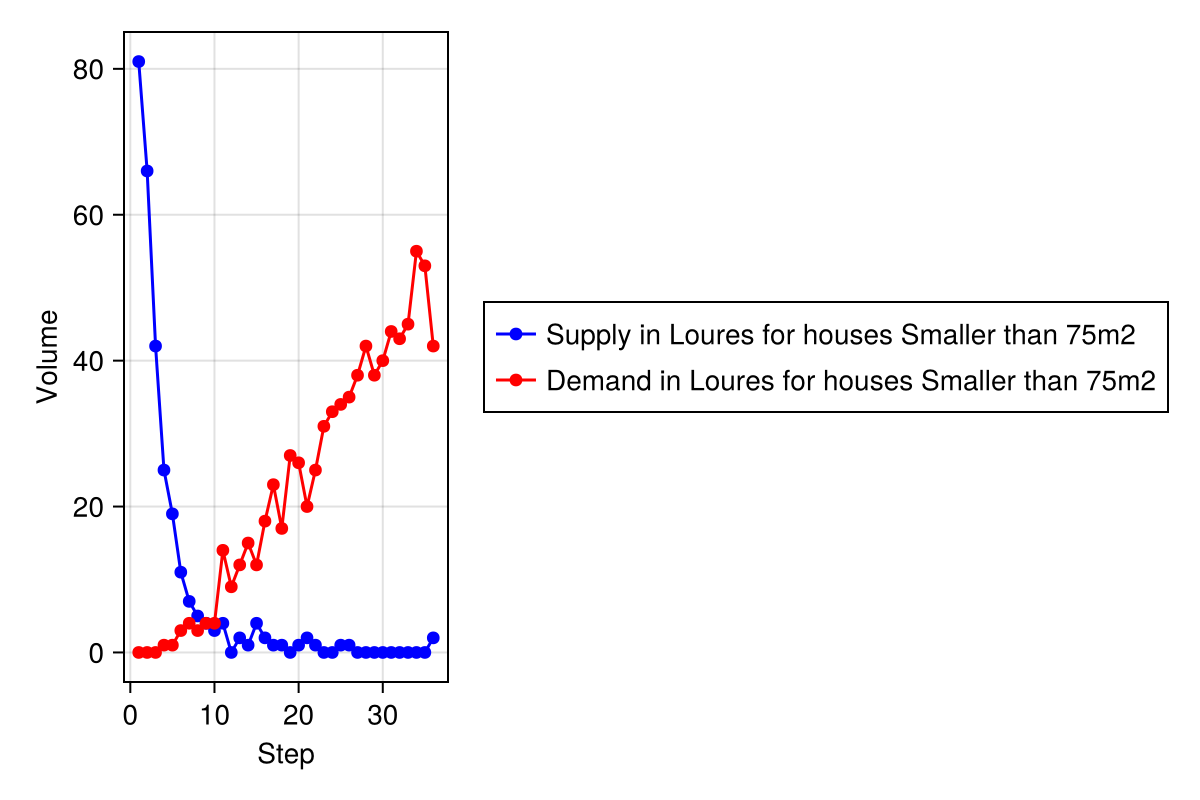 80
60
40
20
0
Volume
0 10 20 30
Step
Supply in Loures for houses Smaller than 75m2
Demand in Loures for houses Smaller than 75m2